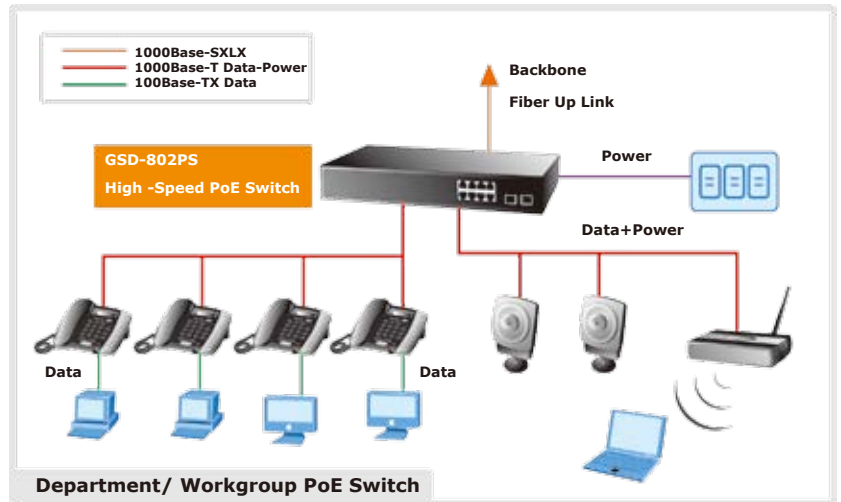 1000Base-SXLX
1000Base-T Data-Power
100Base-TX Data
Backbone
Fiber Up Link
GSD-802PS
High -Speed PoE Switch
Power
Data+Power
Data
Data
Department/ Workgroup PoE Switch